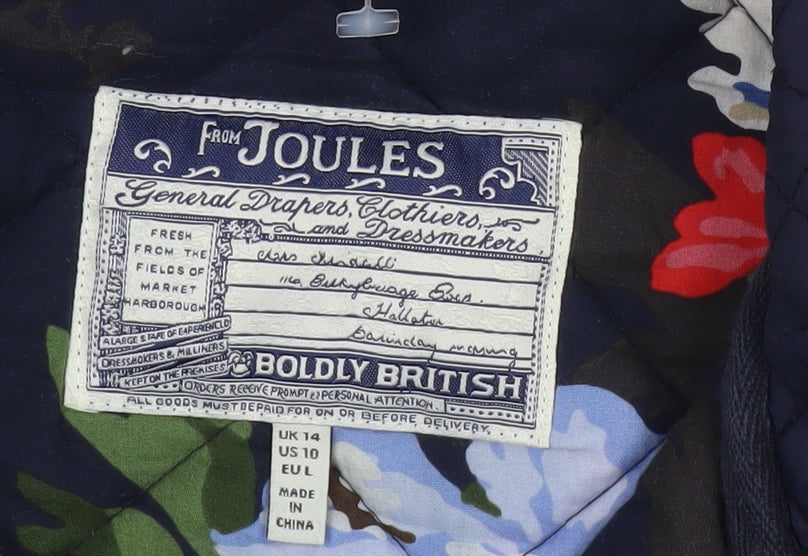 FROM JOULES
General Drapers, Clothiers,
and Dressmakers.
FRESH
FROM THE
FIELDS OF
MARKET
HARBOROUGH
Hallaton
A LARGE STAFF OF EXPERIENCED
DRESSMAKERS & MILLINERS
KEPT ON THE PREMISES
BOLDLY BRITISH
ORDERS RECEIVE PROMPT & PERSONAL ATTENTION.
ALL GOODS MUST BE PAID FOR ON OR BEFORE DELIVERY.
UK 14
US 10
EU L
MADE
IN
CHINA